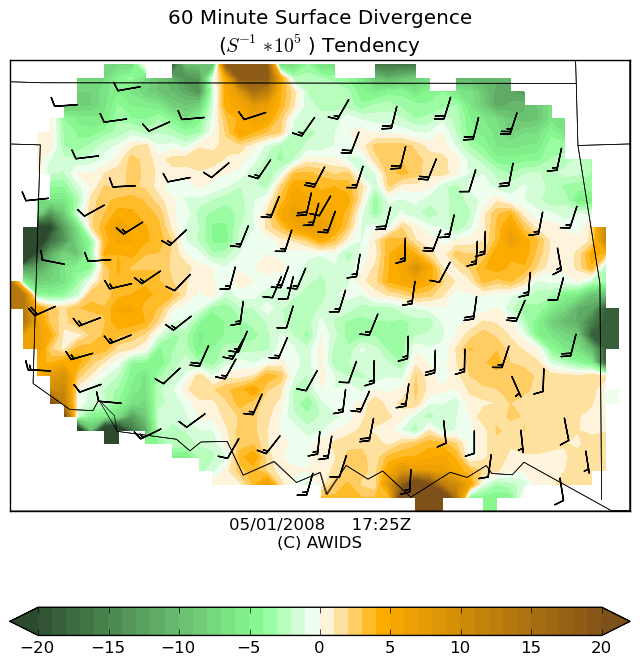 60 Minute Surface Divergence
(S⁻¹ *10⁵ ) Tendency
05/01/2008 17:25Z
(C) AWIDS
−20 −15 −10 −5 0 5 10 15 20